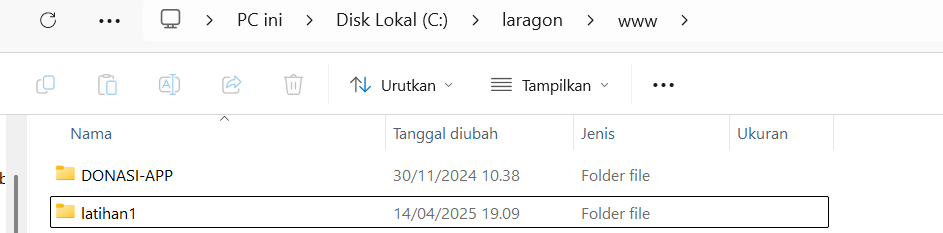 PC ini > Disk Lokal (C:) > laragon > www >
Urutkan Tampilkan
Nama Tanggal diubah Jenis Ukuran
DONASI-APP 30/11/2024 10.38 Folder file
latihan1 14/04/2025 19.09 Folder file